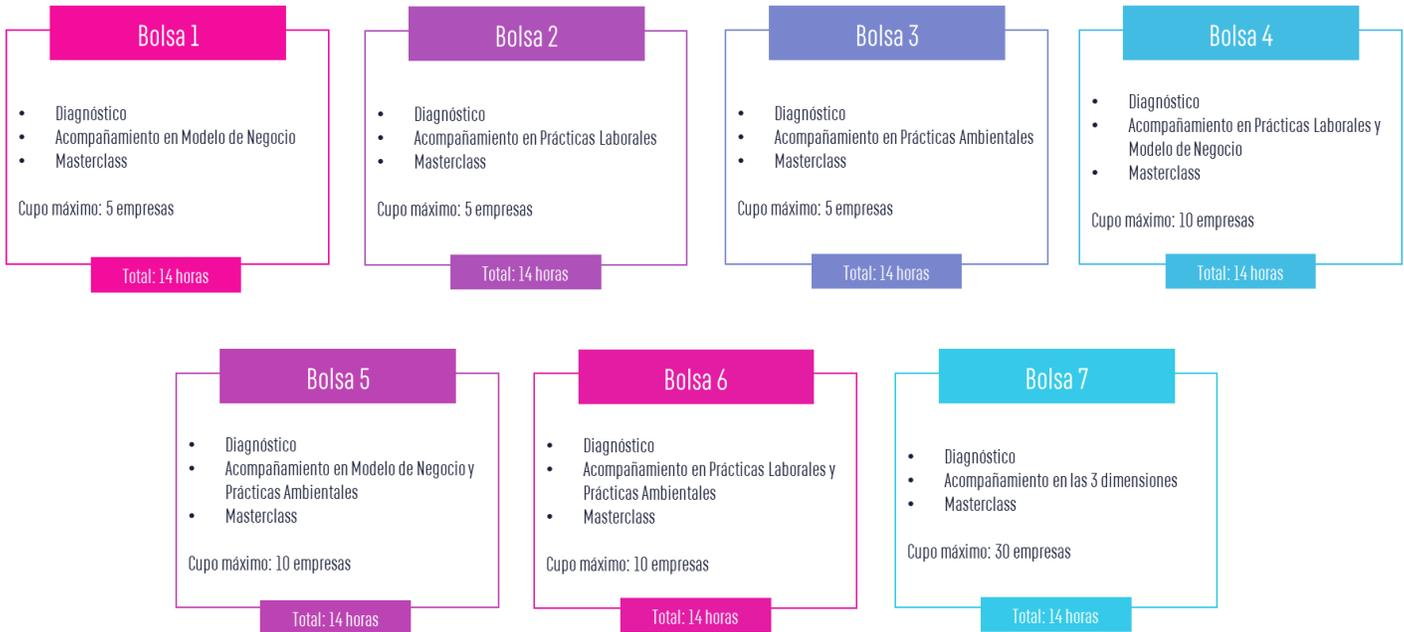 Bolsa 1
• Diagnóstico
• Acompañamiento en Modelo de Negocio
• Masterclass
Cupo máximo: 5 empresas
Total: 14 horas
Bolsa 2
• Diagnóstico
• Acompañamiento en Prácticas Laborales
• Masterclass
Cupo máximo: 5 empresas
Total: 14 horas
Bolsa 3
• Diagnóstico
• Acompañamiento en Prácticas Ambientales
• Masterclass
Cupo máximo: 5 empresas
Total: 14 horas
Bolsa 4
• Diagnóstico
• Acompañamiento en Prácticas Laborales y
Modelo de Negocio
• Masterclass
Cupo máximo: 10 empresas
Total: 14 horas
Bolsa 5
• Diagnóstico
• Acompañamiento en Modelo de Negocio y
Prácticas Ambientales
• Masterclass
Cupo máximo: 10 empresas
Total: 14 horas
Bolsa 6
• Diagnóstico
• Acompañamiento en Prácticas Laborales y
Prácticas Ambientales
• Masterclass
Cupo máximo: 10 empresas
Total: 14 horas
Bolsa 7
• Diagnóstico
• Acompañamiento en las 3 dimensiones
• Masterclass
Cupo máximo: 30 empresas
Total: 14 horas